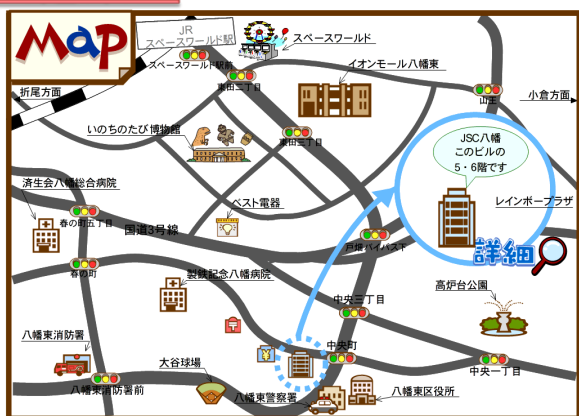 MaP
JR
スペースワールド駅
スペースワールド
スペースワールド駅前
イオンモール八幡東
折尾方面
東田二丁目
山王
小倉方面
いのちのたび博物館
東田三丁目
JSC八幡
このビルの
5・6階です
済生会八幡総合病院
ベスト電器
レインボープラザ
春の町五丁目
国道3号線
戸畑バイパス下
詳細
春の町
製鉄記念八幡病院
高炉台公園
中央三丁目
八幡東消防署
大谷球場
中央町
中央一丁目
八幡東消防署前
八幡東警察署
八幡東区役所